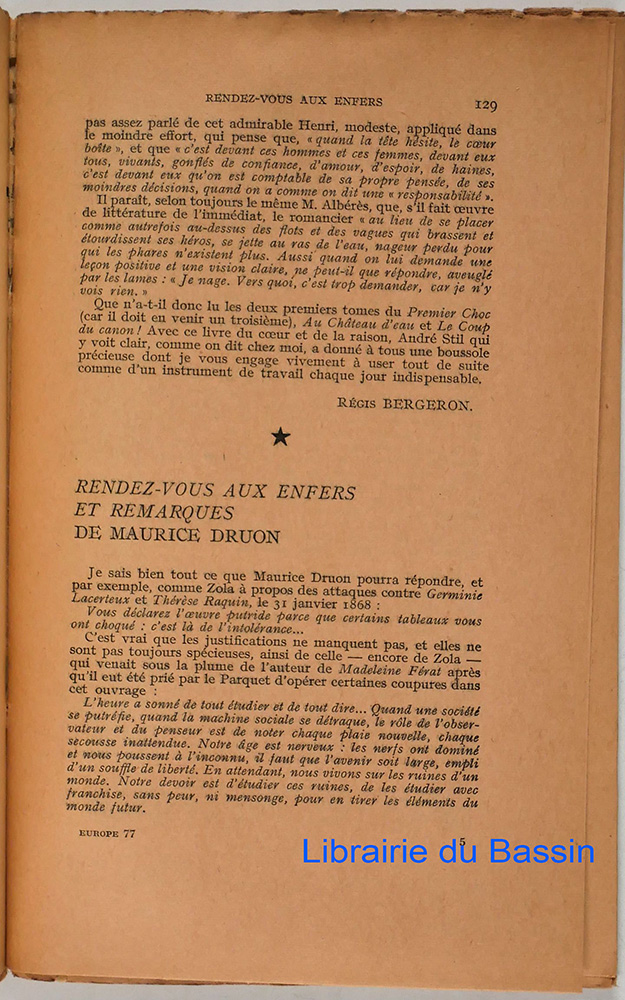 RENDEZ-VOUS AUX ENFERS 129
pas assez parlé de cet admirable Henri, modeste, appliqué dans
le moindre effort, qui pense que, « quand la tête hésite, le cœur
boîte », et que « c'est devant ces hommes et ces femmes, devant eux
tous, vivants, gonflés de confiance, d'amour, d'espoir, de haines,
c'est devant eux qu'on est comptable de sa propre pensée, de ses
moindres décisions, quand on a comme on dit une « responsabilité ».
Il paraît, selon toujours le même M. Albérès, que, s'il fait œuvre
de littérature de l'immédiat, le romancier « au lieu de se placer
comme autrefois au-dessus des flots et des vagues qui brassent et
étourdissent ses héros, se jette au ras de l'eau, nageur perdu pour
qui les phares n'existent plus. Aussi quand on lui demande une
leçon positive et une vision claire, ne peut-il que répondre, aveuglé
par les lames : « Je nage. Vers quoi, c'est trop demander, car je n'y
vois rien. »
Que n'a-t-il donc lu les deux premiers tomes du Premier Choc
(car il doit en venir un troisième), Au Château d'eau et Le Coup
du canon ! Avec ce livre du cœur et de la raison, André Stil qui
y voit clair, comme on dit chez moi, a donné à tous une boussole
précieuse dont je vous engage vivement à user tout de suite
comme d'un instrument de travail chaque jour indispensable.
RÉGIS BERGERON.
★
RENDEZ-VOUS AUX ENFERS
ET REMARQUES
DE MAURICE DRUON
Je sais bien tout ce que Maurice Druon pourra répondre, et
par exemple, comme Zola à propos des attaques contre Germinie
Lacerteux et Thérèse Raquin, le 31 janvier 1868 :
Vous déclarez l'œuvre putride parce que certains tableaux vous
ont choqué : c'est là de l'intolérance...
C'est vrai que les justifications ne manquent pas, et elles ne
sont pas toujours spécieuses, ainsi de celle — encore de Zola —
qui venait sous la plume de l'auteur de Madeleine Férat après
qu'il eut été prié par le Parquet d'opérer certaines coupures dans
cet ouvrage :
L'heure a sonné de tout étudier et de tout dire... Quand une société
se putréfie, quand la machine sociale se détraque, le rôle de l'obser-
vateur et du penseur est de noter chaque plaie nouvelle, chaque
secousse inattendue. Notre âge est nerveux : les nerfs ont dominé
et nous poussent à l'inconnu, il faut que l'avenir soit large, empli
d'un souffle de liberté. En attendant, nous vivons sur les ruines d'un
monde. Notre devoir est d'étudier ces ruines, de les étudier avec
franchise, sans peur, ni mensonge, pour en tirer les éléments du
monde futur.
EUROPE 77 5
Librairie du Bassin